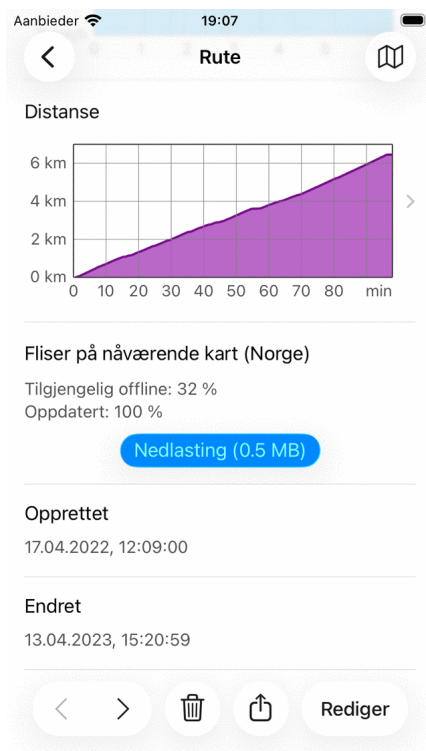 Aanbieder 19:07
Rute
Distanse
6 km
4 km
2 km
0 km
0 10 20 30 40 50 60 70 80 min
Fliser på nåværende kart (Norge)
Tilgjengelig offline: 32 %
Oppdatert: 100 %
Nedlasting (0.5 MB)
Opprettet
17.04.2022, 12:09:00
Endret
13.04.2023, 15:20:59
Rediger